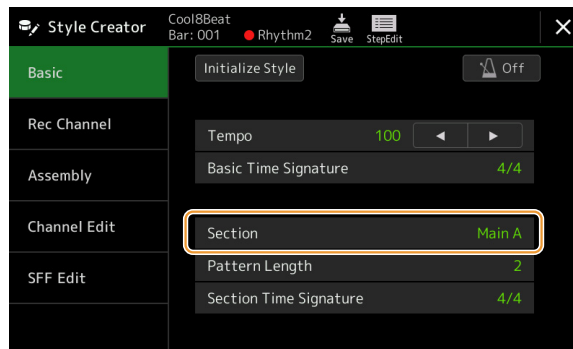 Style Creator
Cool8Beat
Bar: 001 Rhythm2
Save StepEdit
Basic
Initialize Style
Off
Rec Channel
Tempo 100
Assembly
Basic Time Signature 4/4
Channel Edit
Section Main A
Pattern Length 2
SFF Edit
Section Time Signature 4/4